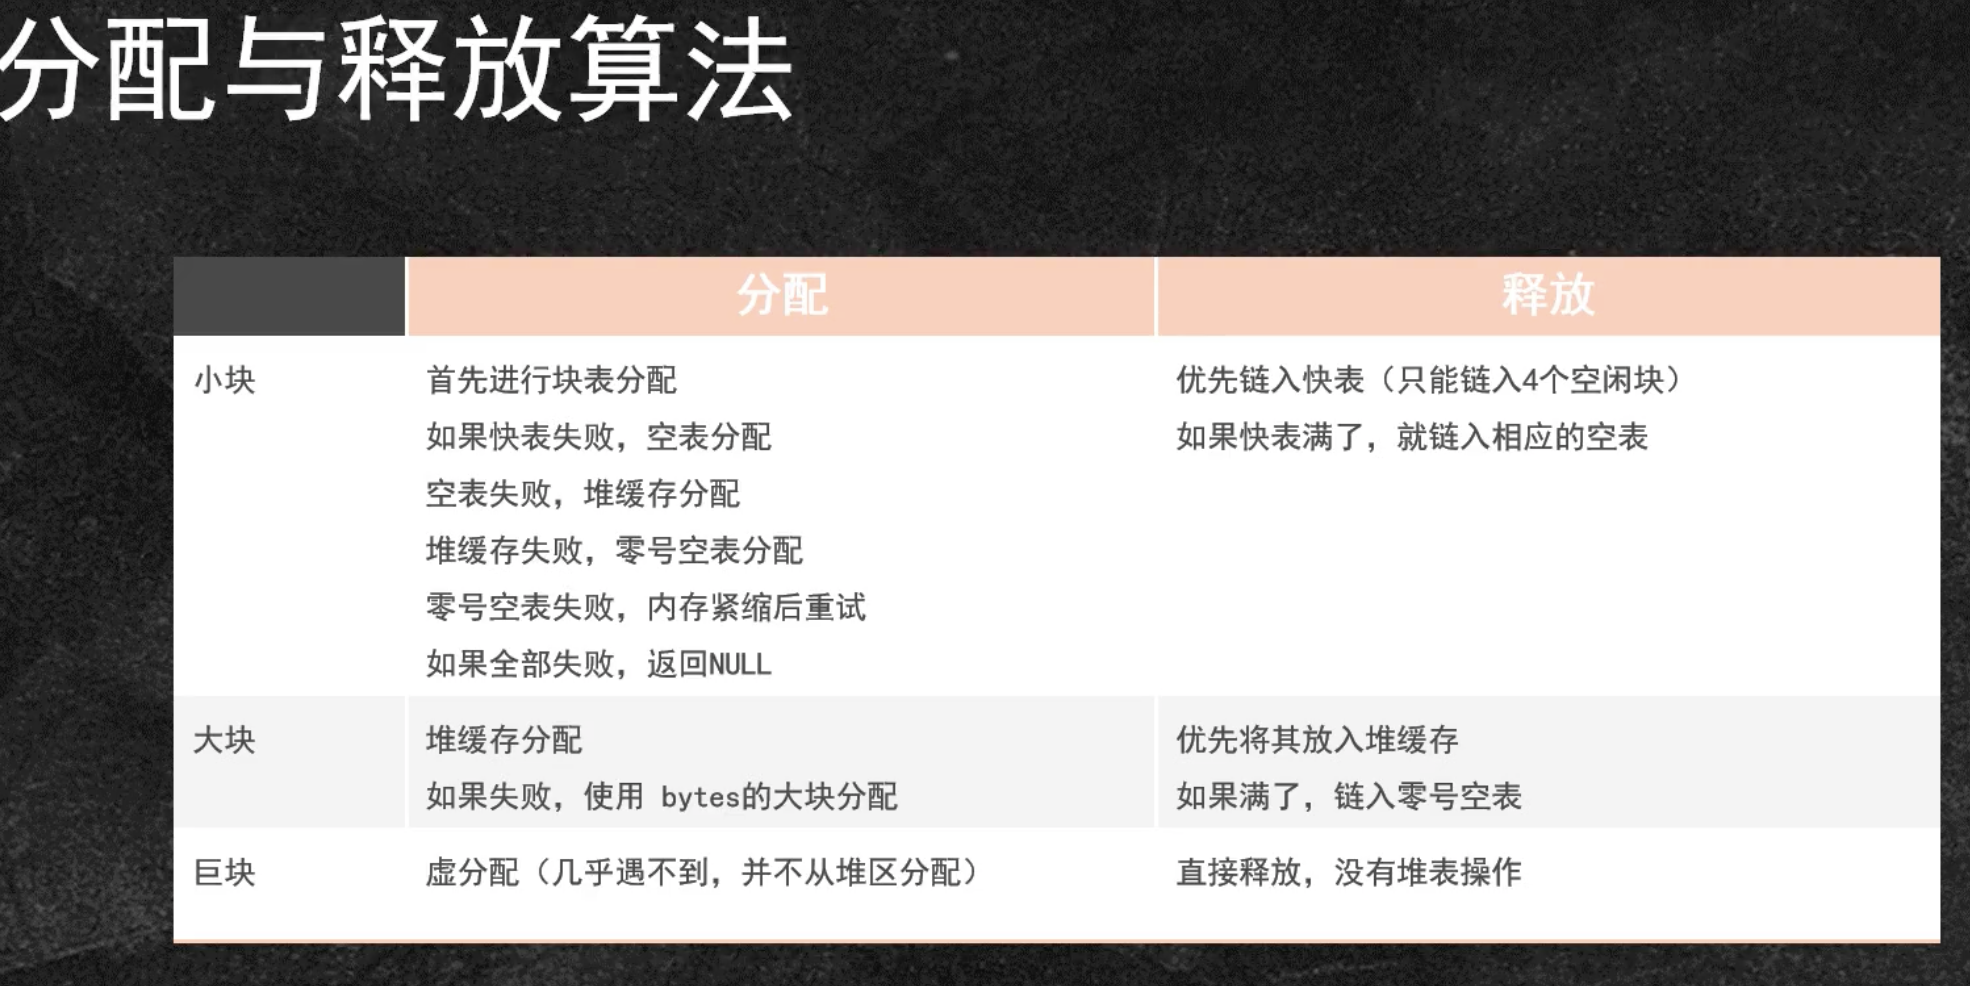 分配与释放算法
分配
释放
小块
首先进行块表分配
如果快表失败，空表分配
空表失败，堆缓存分配
堆缓存失败，零号空表分配
零号空表失败，内存紧缩后重试
如果全部失败，返回NULL
优先链入快表（只能链入4个空闲块）
如果快表满了，就链入相应的空表
大块
堆缓存分配
如果失败，使用 bytes的大块分配
优先将其放入堆缓存
如果满了，链入零号空表
巨块
虚分配（几乎遇不到，并不从堆区分配）
直接释放，没有堆表操作